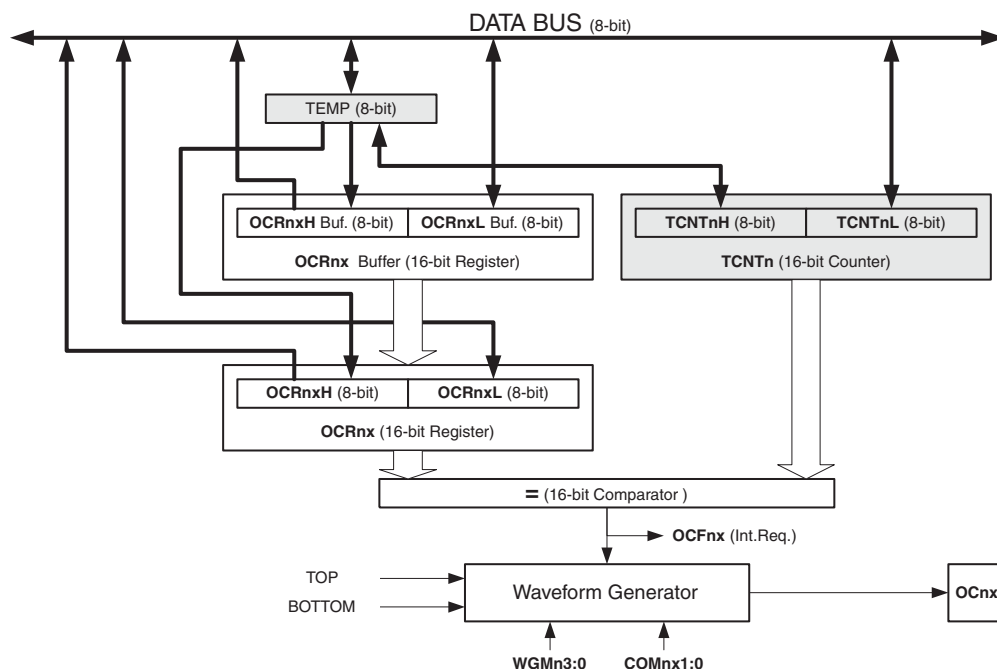 DATA BUS (8-bit)
TEMP (8-bit)
OCRnxH Buf. (8-bit) OCRnxL Buf. (8-bit)
OCRnx Buffer (16-bit Register)
TCNTnH (8-bit) TCNTnL (8-bit)
TCNTn (16-bit Counter)
OCRnxH (8-bit) OCRnxL (8-bit)
OCRnx (16-bit Register)
= (16-bit Comparator )
OCFnx (Int.Req.)
TOP
BOTTOM
Waveform Generator
OCnx
WGMn3:0 COMnx1:0